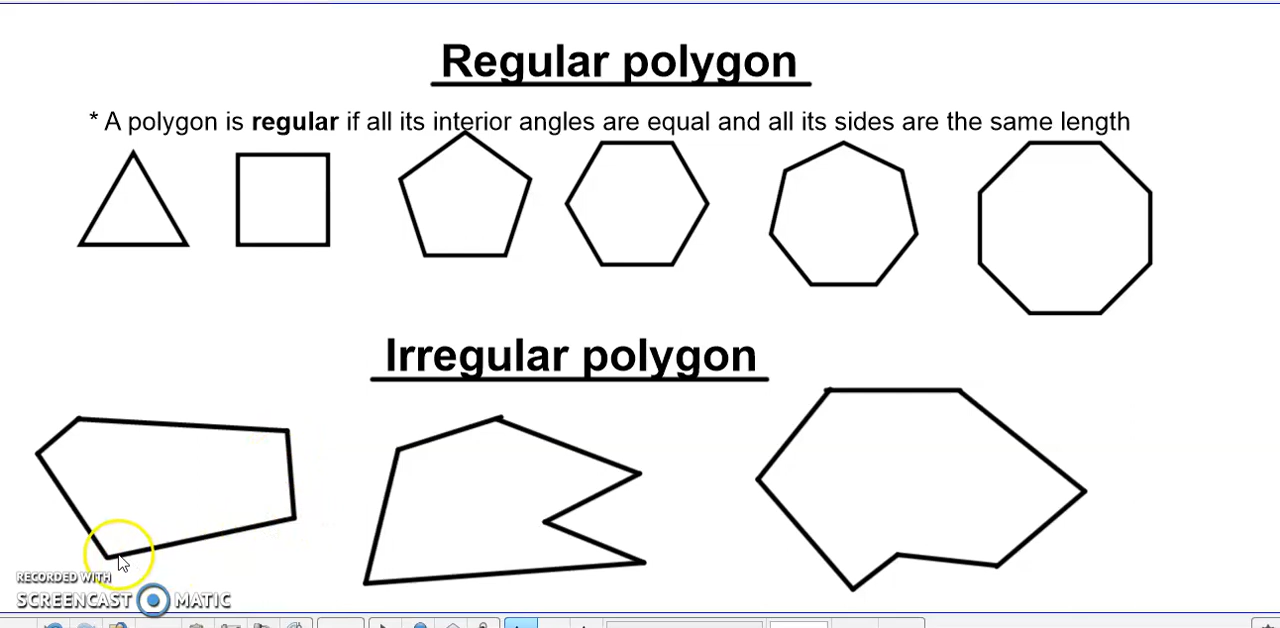 Regular polygon
* A polygon is regular if all its interior angles are equal and all its sides are the same length
Irregular polygon
RECORDED WITH
SCREENCAST MATIC